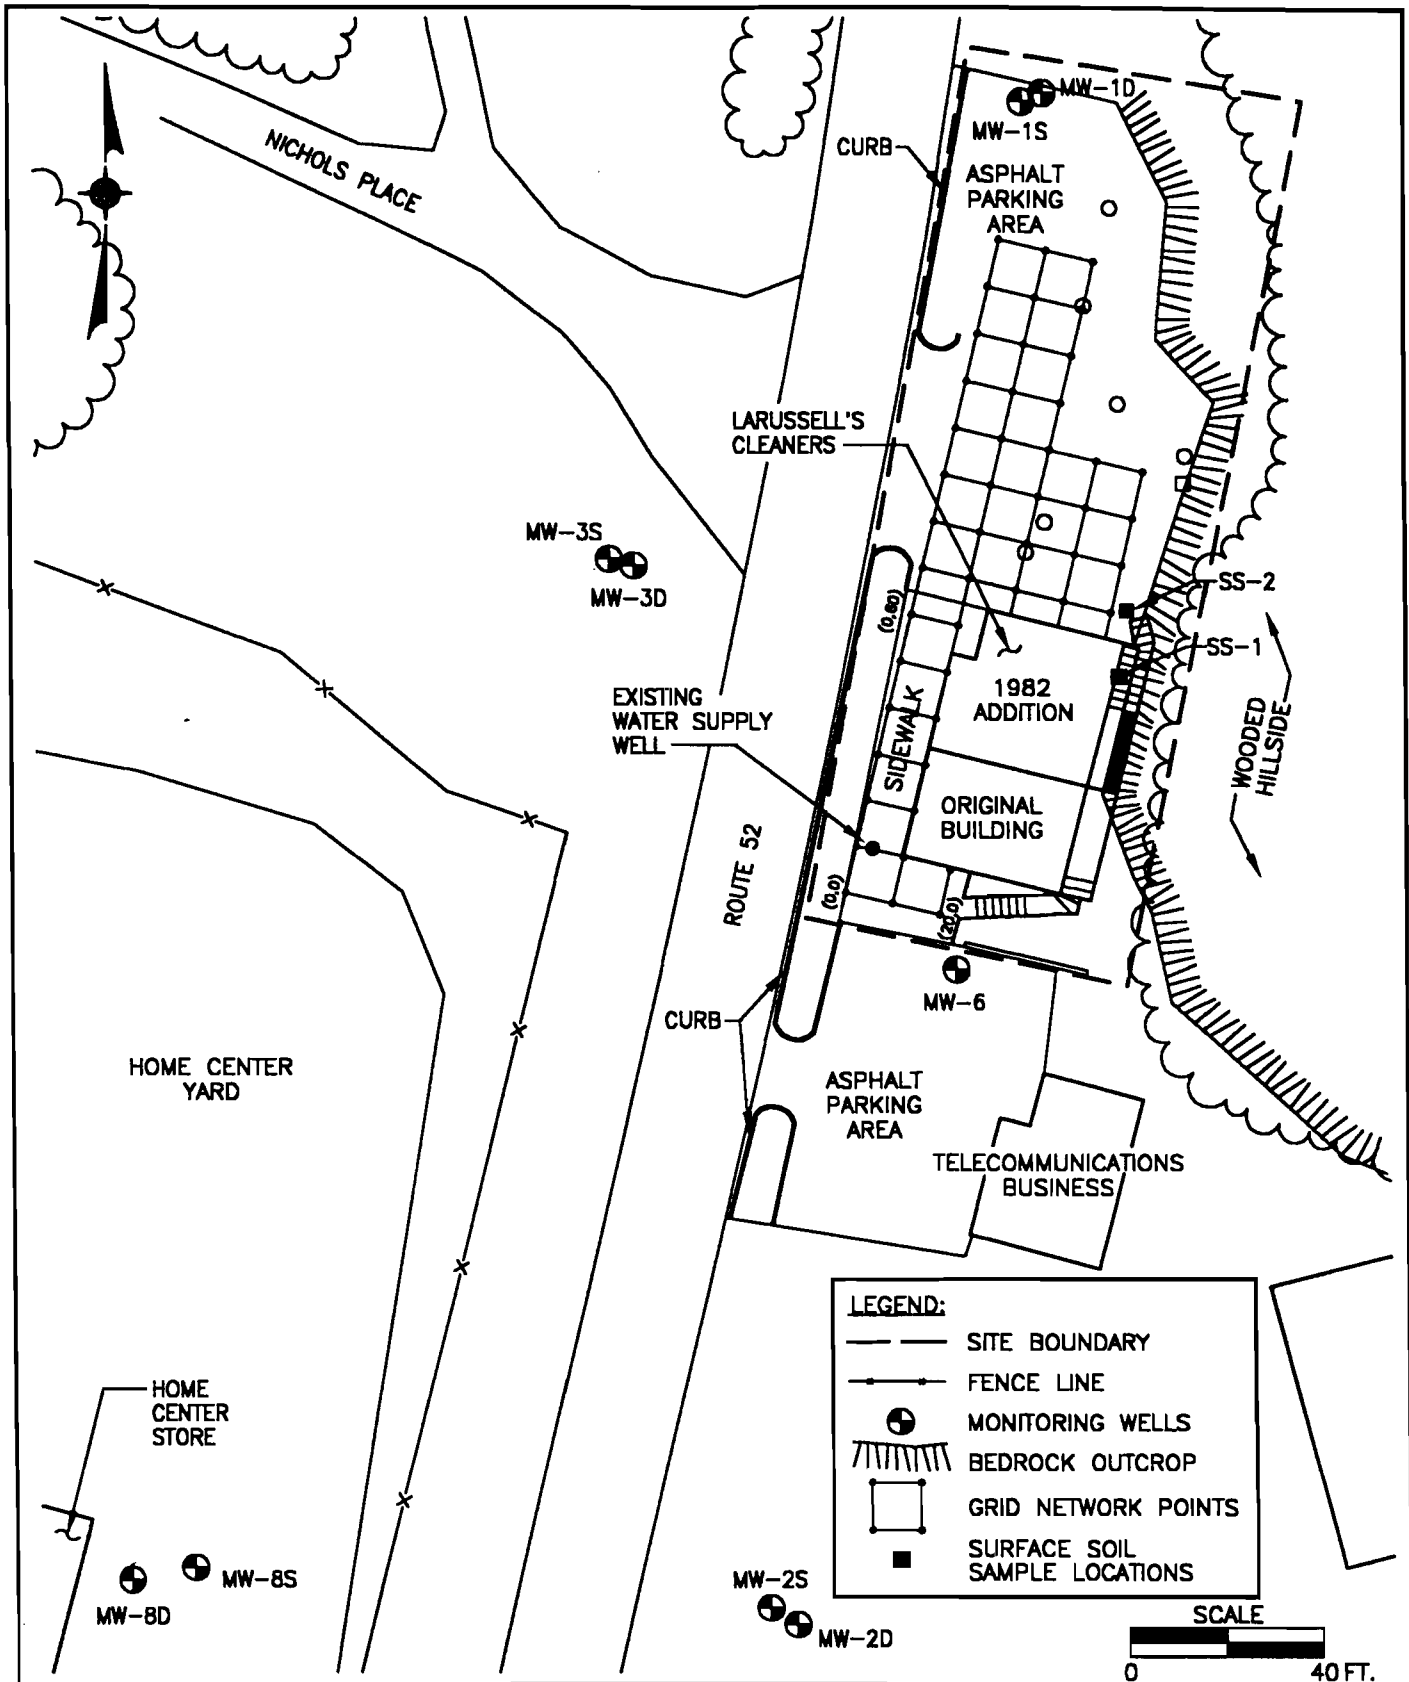 MW-1D
MW-1S
CURB
ASPHALT
PARKING
AREA
NICHOLS PLACE
LARUSSELL'S
CLEANERS
MW-3S
MW-3D
SS-2
SS-1
(0,60)
1982
ADDITION
EXISTING
WATER SUPPLY
WELL
SIDEWALK
WOODED
HILLSIDE
ORIGINAL
BUILDING
ROUTE 52
(0,0)
(20,0)
MW-6
CURB
HOME CENTER
YARD
ASPHALT
PARKING
AREA
TELECOMMUNICATIONS
BUSINESS
LEGEND:
SITE BOUNDARY
FENCE LINE
MONITORING WELLS
BEDROCK OUTCROP
GRID NETWORK POINTS
SURFACE SOIL
SAMPLE LOCATIONS
HOME
CENTER
STORE
MW-8S
MW-8D
MW-2S
MW-2D
SCALE
0 40 FT.